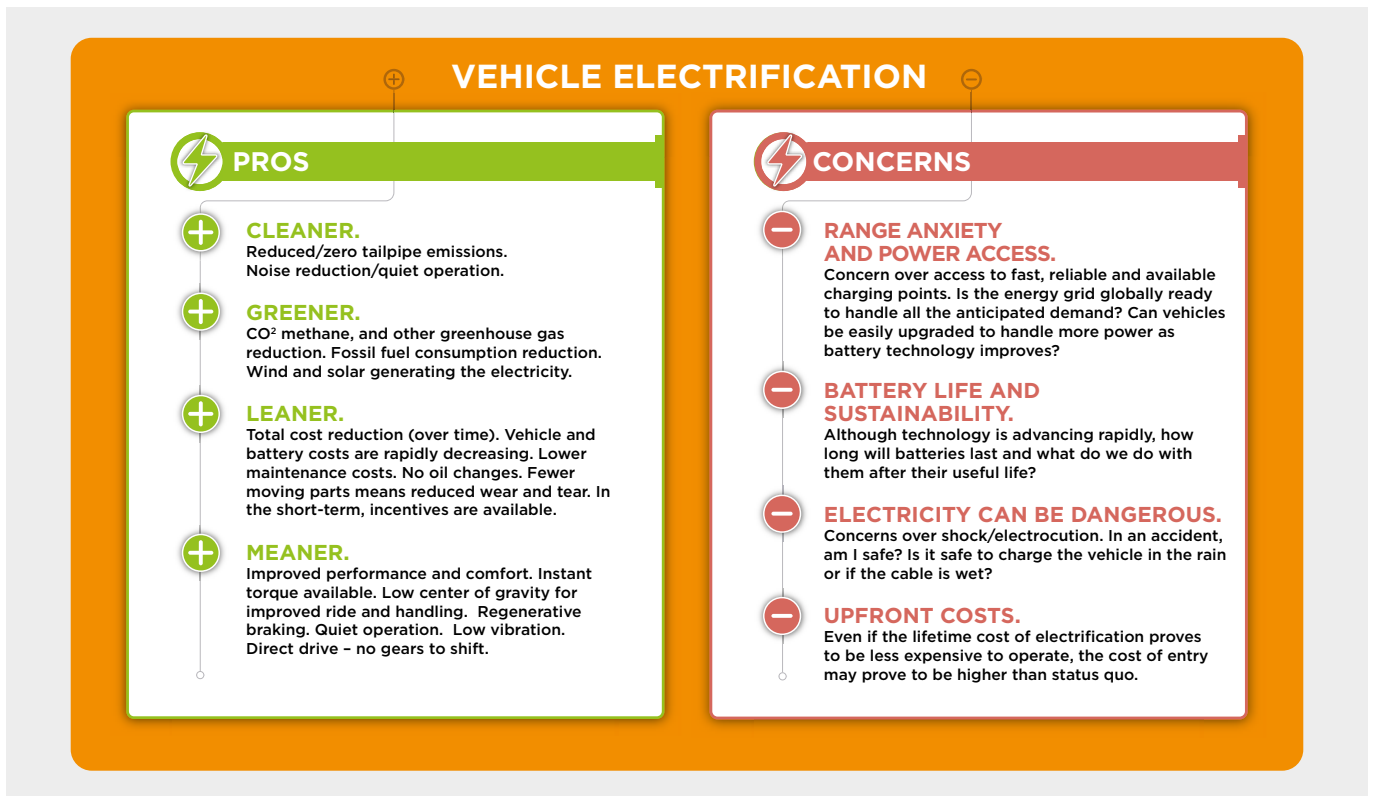 VEHICLE ELECTRIFICATION
PROS
CLEANER.
Reduced/zero tailpipe emissions.
Noise reduction/quiet operation.
GREENER.
CO² methane, and other greenhouse gas
reduction. Fossil fuel consumption reduction.
Wind and solar generating the electricity.
LEANER.
Total cost reduction (over time). Vehicle and
battery costs are rapidly decreasing. Lower
maintenance costs. No oil changes. Fewer
moving parts means reduced wear and tear. In
the short-term, incentives are available.
MEANER.
Improved performance and comfort. Instant
torque available. Low center of gravity for
improved ride and handling.  Regenerative
braking. Quiet operation.  Low vibration.
Direct drive – no gears to shift.
CONCERNS
RANGE ANXIETY
AND POWER ACCESS.
Concern over access to fast, reliable and available
charging points. Is the energy grid globally ready
to handle all the anticipated demand? Can vehicles
be easily upgraded to handle more power as
battery technology improves?
BATTERY LIFE AND
SUSTAINABILITY.
Although technology is advancing rapidly, how
long will batteries last and what do we do with
them after their useful life?
ELECTRICITY CAN BE DANGEROUS.
Concerns over shock/electrocution. In an accident,
am I safe? Is it safe to charge the vehicle in the rain
or if the cable is wet?
UPFRONT COSTS.
Even if the lifetime cost of electrification proves
to be less expensive to operate, the cost of entry
may prove to be higher than status quo.